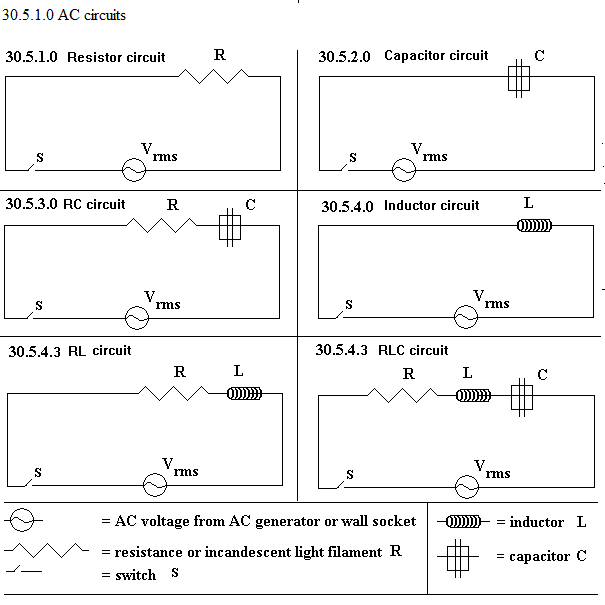 30.5.1.0 AC circuits
30.5.1.0 Resistor circuit R
S V rms
30.5.2.0 Capacitor circuit C
S V rms
30.5.3.0 RC circuit R C
S V rms
30.5.4.0 Inductor circuit L
S V rms
30.5.4.3 RL circuit
R L
S V rms
30.5.4.3 RLC circuit
R L C
S V rms
= AC voltage from AC generator or wall socket
= resistance or incandescent light filament R
= switch S
= inductor L
= capacitor C